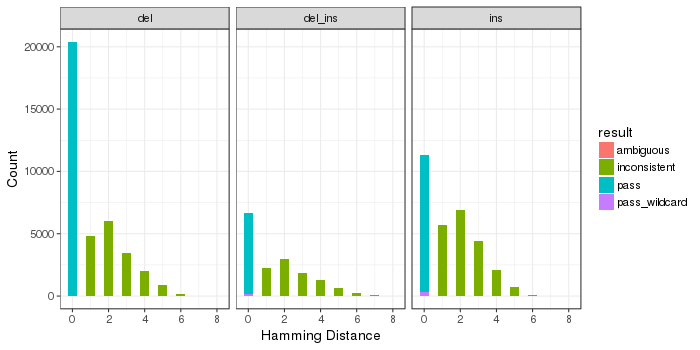 del del_ins ins
20000
15000
10000
5000
0
Count
0 2 4 6 8 0 2 4 6 8 0 2 4 6 8
Hamming Distance
result
ambiguous
inconsistent
pass
pass_wildcard